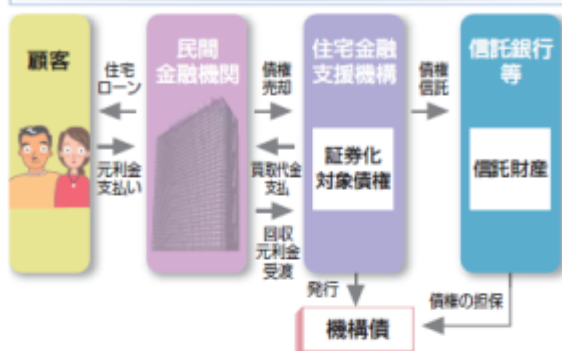 顧客
住宅
ローン
元利金
支払い
民間
金融機関
債権
売却
買取代金
支払
回収
元利金
受渡
住宅金融
支援機構
証券化
対象債権
債権
信託
信託銀行
等
信託財産
発行
債権の担保
機構債